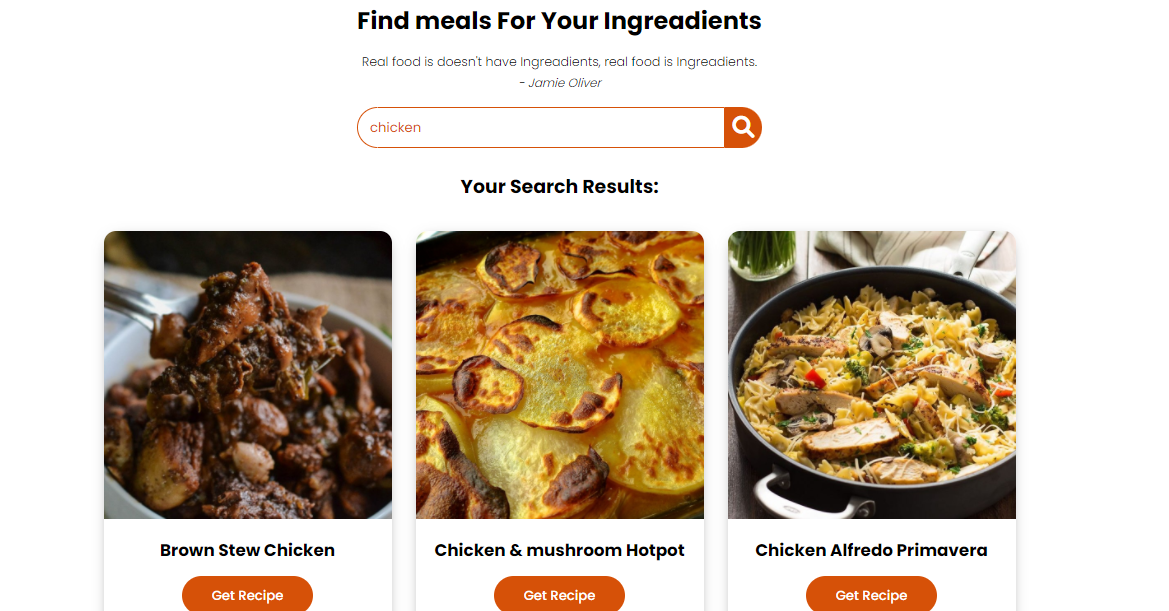 Find meals For Your Ingreadients
Real food is doesn't have Ingreadients, real food is Ingreadients.
- Jamie Oliver
chicken
Your Search Results:
Brown Stew Chicken
Chicken & mushroom Hotpot
Chicken Alfredo Primavera
Get Recipe
Get Recipe
Get Recipe